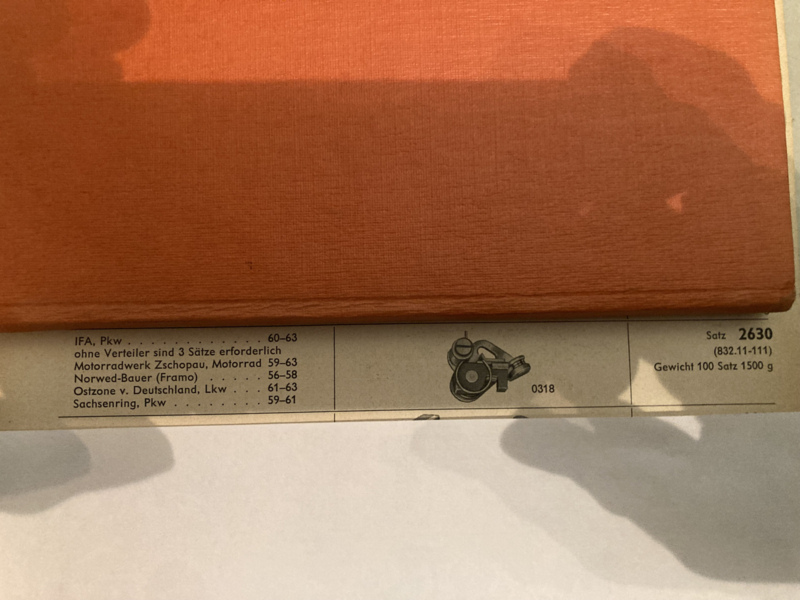 IFA, Pkw . . . . . . . . . . . . 60–63
ohne Verteiler sind 3 Sätze erforderlich
Motorradwerk Zschopau, Motorrad 59–63
Norwed-Bauer (Framo) . . . . . 56–58
Ostzone v. Deutschland, Lkw . . . 61–63
Sachsenring, Pkw . . . . . . . . 59–61
0318
Satz 2630
(832.11-111)
Gewicht 100 Satz 1500 g